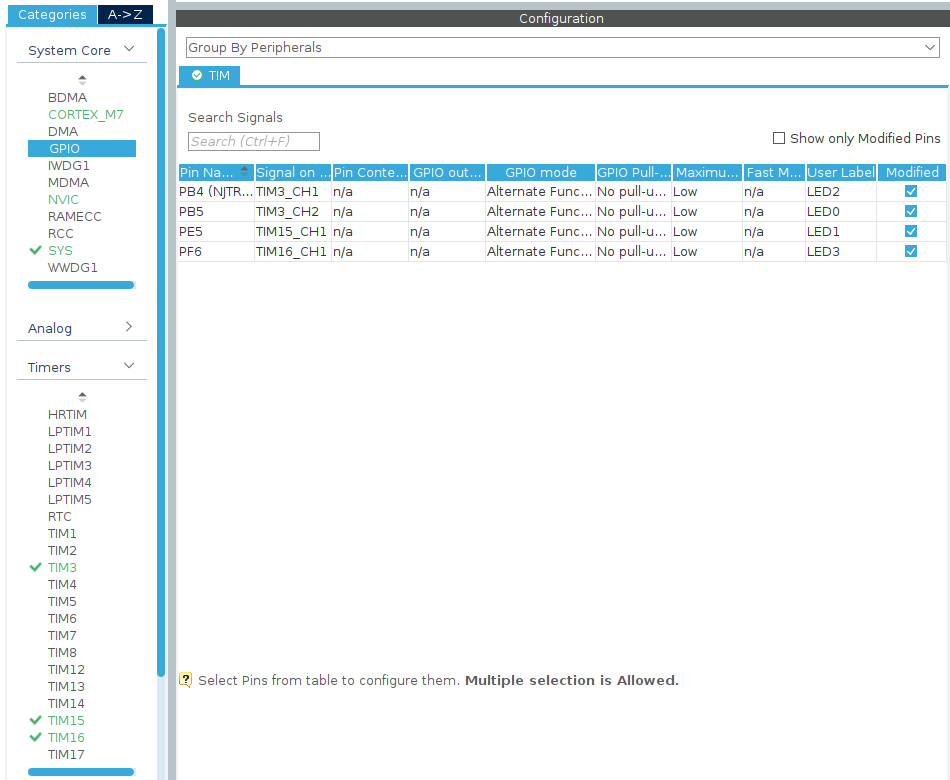 Categories A->Z
System Core
BDMA
CORTEX_M7
DMA
GPIO
IWDG1
MDMA
NVIC
RAMECC
RCC
SYS
WWDG1
Analog
Timers
HRTIM
LPTIM1
LPTIM2
LPTIM3
LPTIM4
LPTIM5
RTC
TIM1
TIM2
TIM3
TIM4
TIM5
TIM6
TIM7
TIM8
TIM12
TIM13
TIM14
TIM15
TIM16
TIM17
Configuration
Group By Peripherals
TIM
Search Signals
Search (Ctrl+F)
Show only Modified Pins
Pin Na... Signal on ... Pin Conte... GPIO out... GPIO mode GPIO Pull-... Maximu... Fast M... User Label Modified
PB4 (NJTR... TIM3_CH1 n/a n/a Alternate Func... No pull-u... Low n/a LED2
PB5 TIM3_CH2 n/a n/a Alternate Func... No pull-u... Low n/a LED0
PE5 TIM15_CH1 n/a n/a Alternate Func... No pull-u... Low n/a LED1
PF6 TIM16_CH1 n/a n/a Alternate Func... No pull-u... Low n/a LED3
? Select Pins from table to configure them. Multiple selection is Allowed.